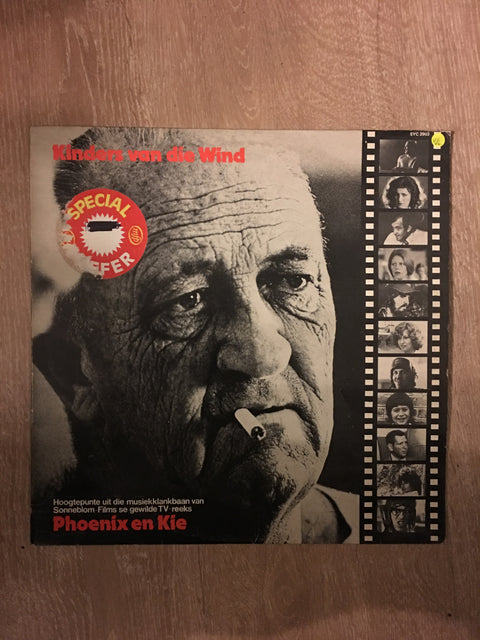 Kinders van die Wind
EYC 2903
SPECIAL
OFFER
Hoogtepunte uit die musiekklankbaan van
Sonneblom-Films se gewilde TV-reeks
Phoenix en Kie